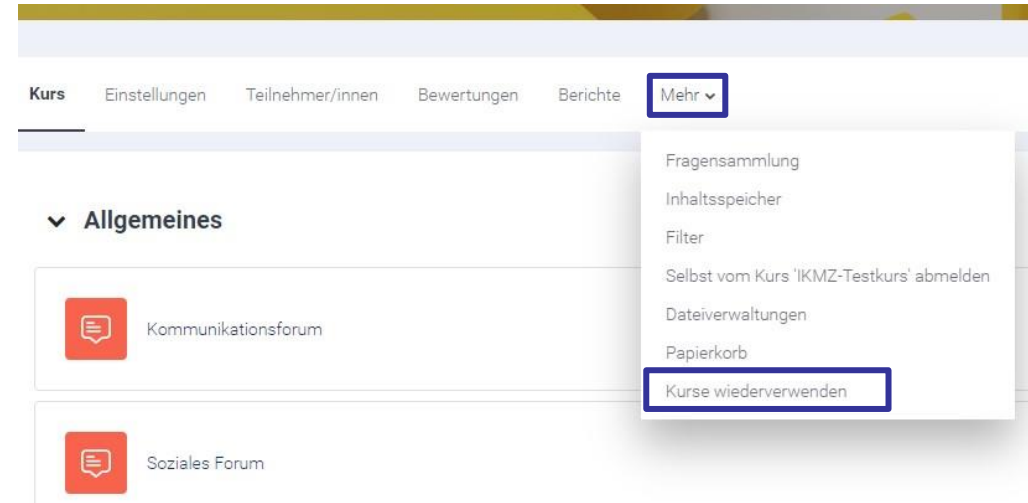 Kurs Einstellungen Teilnehmer/innen Bewertungen Berichte Mehr
Fragensammlung
Inhaltsspeicher
Filter
Selbst vom Kurs 'IKMZ-Testkurs' abmelden
Dateiverwaltungen
Papierkorb
Kurse wiederverwenden
Allgemeines
Kommunikationsforum
Soziales Forum